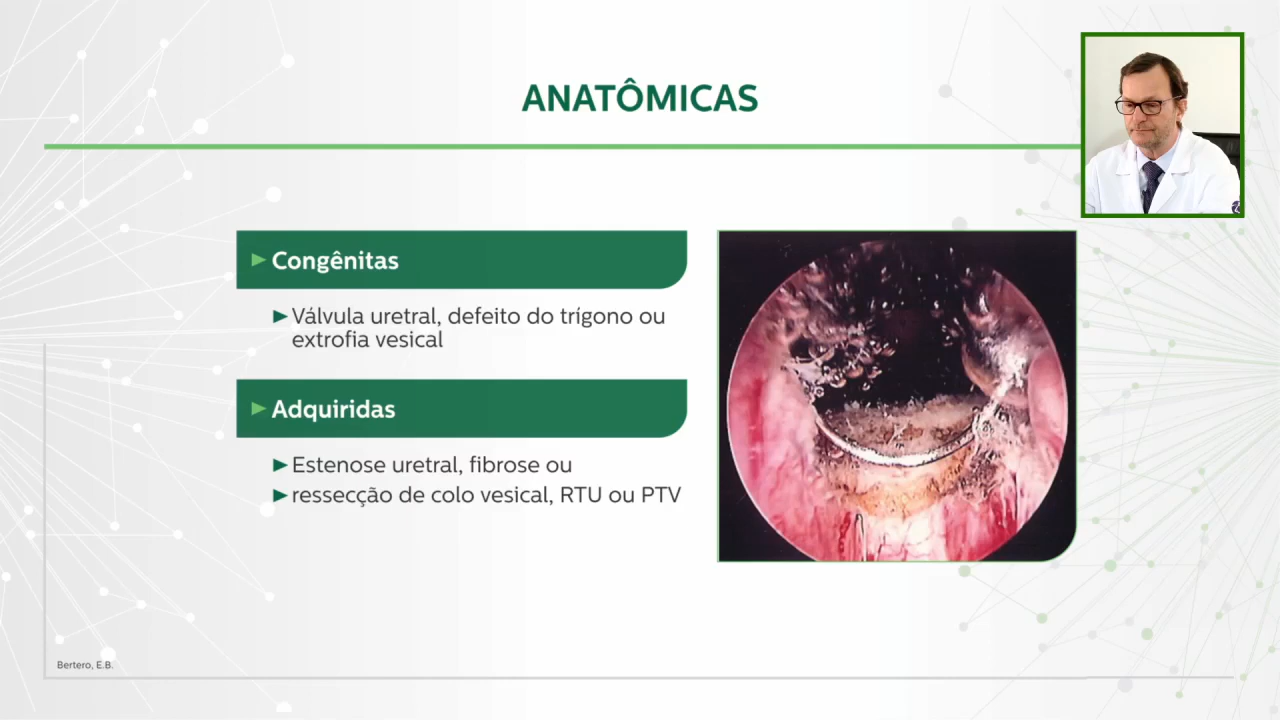 ANATÔMICAS
Congênitas
Válvula uretral, defeito do trígono ou
extrofia vesical
Adquiridas
Estenose uretral, fibrose ou
ressecção de colo vesical, RTU ou PTV
Bertero, E.B.